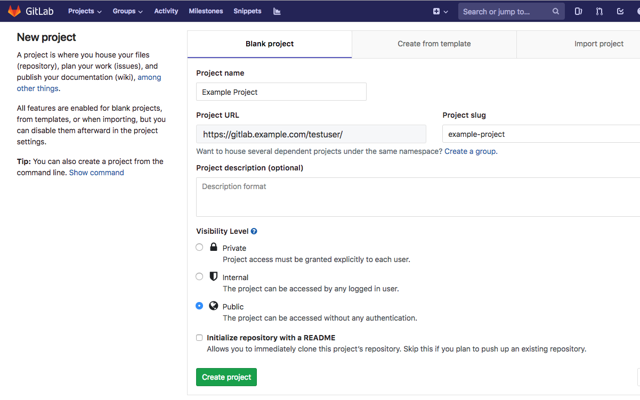 GitLab Projects Groups Activity Milestones Snippets Search or jump to...
New project
A project is where you house your files
(repository), plan your work (issues), and
publish your documentation (wiki), among
other things.
All features are enabled for blank projects,
from templates, or when importing, but you
can disable them afterward in the project
settings.
Tip: You can also create a project from the
command line. Show command
Blank project Create from template Import project
Project name
Example Project
Project URL Project slug
https://gitlab.example.com/testuser/ example-project
Want to house several dependent projects under the same namespace? Create a group.
Project description (optional)
Description format
Visibility Level
Private
Project access must be granted explicitly to each user.
Internal
The project can be accessed by any logged in user.
Public
The project can be accessed without any authentication.
Initialize repository with a README
Allows you to immediately clone this project's repository. Skip this if you plan to push up an existing repository.
Create project